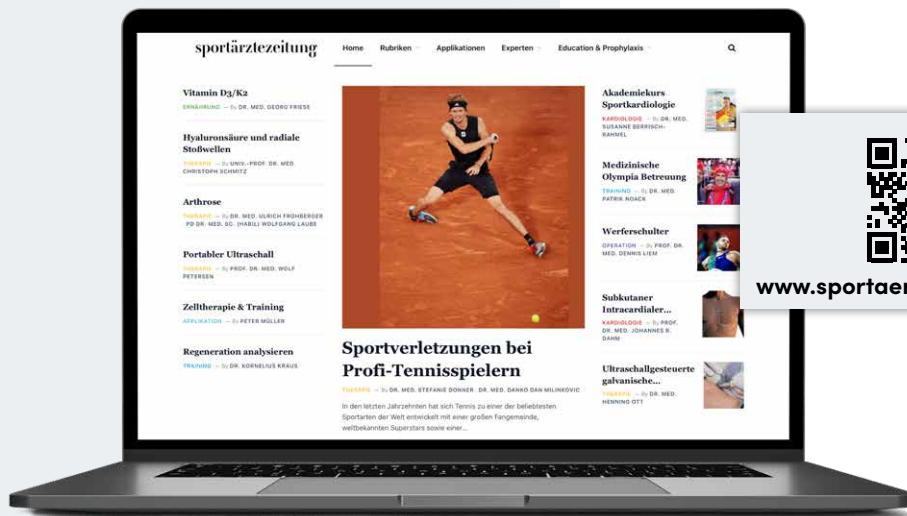 sportärztezeitung
Home Rubriken Applikationen Experten Education & Prophylaxis
Vitamin D3/K2
ERNÄHRUNG — By DR. MED. GEORG FRIESE
Hyaluronsäure und radiale
Stoßwellen
THERAPIE — By UNIV.-PROF. DR. MED.
CHRISTOPH SCHMITZ
Arthrose
THERAPIE — By DR. MED. ULRICH FROHBERGER
PD DR. MED. SC. (HABIL) WOLFGANG LAUBE
Portabler Ultraschall
THERAPIE — By PROF. DR. MED. WOLF
PETERSEN
Zelltherapie & Training
APPLIKATION — By PETER MÜLLER
Regeneration analysieren
TRAINING — By DR. KORNELIUS KRAUS
Sportverletzungen bei
Profi-Tennisspielern
THERAPIE — By DR. MED. STEFANIE DONNER DR. MED. DANKO DAN MILINKOVIC
In den letzten Jahrzehnten hat sich Tennis zu einer der beliebtesten
Sportarten der Welt entwickelt mit einer großen Fangemeinde,
weltbekannten Superstars sowie einer...
Akademiekurs
Sportkardiologie
KARDIOLOGIE — By DR. MED.
SUSANNE BERRISCH-
RAHMEL
Medizinische
Olympia Betreuung
TRAINING — By DR. MED.
PATRIK NOACK
Werferschulter
OPERATION — By PROF. DR.
MED. DENNIS LIEM
Subkutaner
Intracardialer...
KARDIOLOGIE — By PROF.
DR. MED. JOHANNES B.
DAHM
Ultraschallgesteuerte
galvanische...
THERAPIE — By DR. MED.
HENNING OTT
www.sportaer